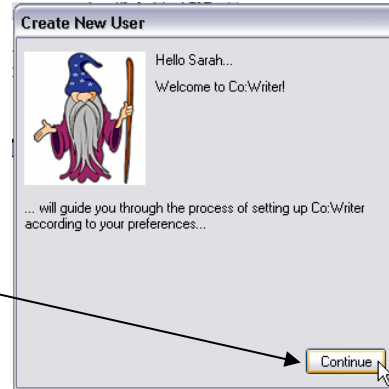 Create New User
Hello Sarah...
Welcome to Co:Writer!
... will guide you through the process of setting up Co:Writer
according to your preferences...
Continue